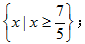 {x | x ≥ 7/5};